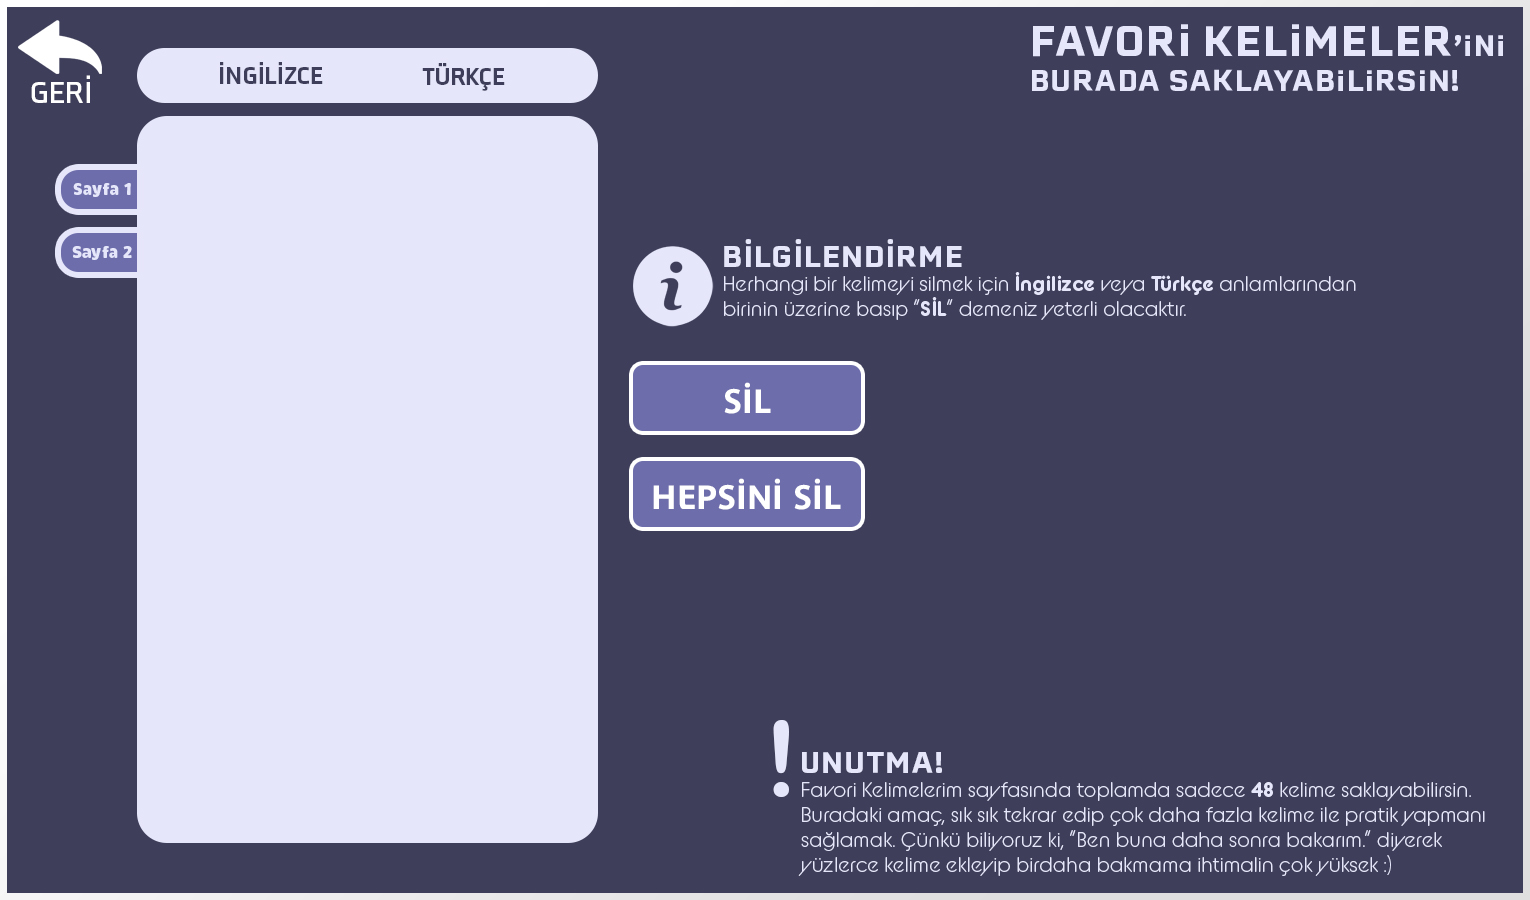 GERİ
İNGİLİZCE TÜRKÇE
FAVORİ KELİMELER'İNİ
BURADA SAKLAYABİLİRSİN!
Sayfa 1
Sayfa 2
BİLGİLENDİRME
Herhangi bir kelimeyi silmek için İngilizce veya Türkçe anlamlarından
birinin üzerine basıp "SİL" demeniz yeterli olacaktır.
SİL
HEPSİNİ SİL
UNUTMA!
Favori Kelimelerim sayfasında toplamda sadece 48 kelime saklayabilirsin.
Buradaki amaç, sık sık tekrar edip çok daha fazla kelime ile pratik yapmanı
sağlamak. Çünkü biliyoruz ki, "Ben buna daha sonra bakarım." diyerek
yüzlerce kelime ekleyip birdaha bakmama ihtimalin çok yüksek :)